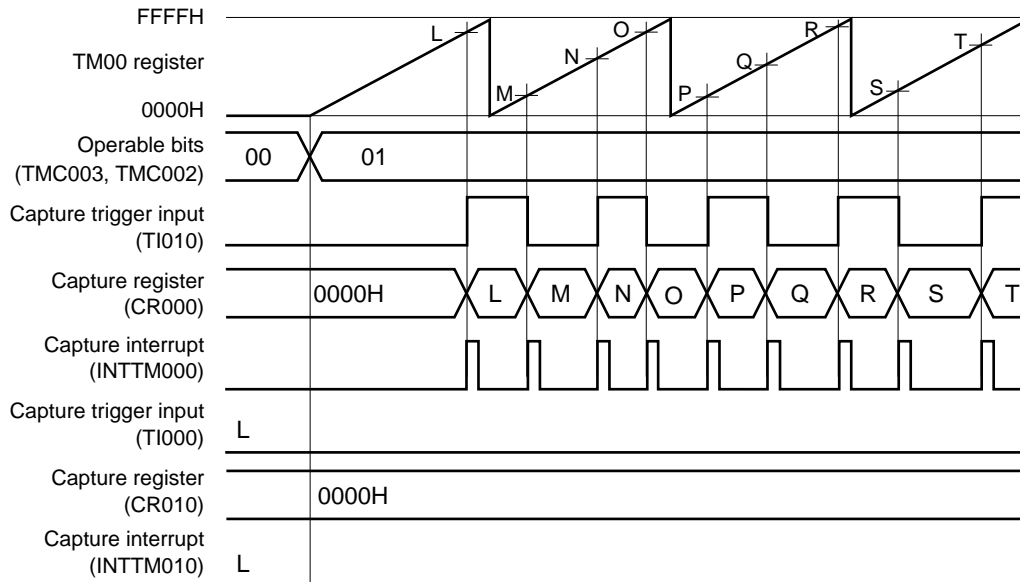 FFFFH
TM00 register
0000H
L
M
N
O
P
Q
R
S
T
Operable bits
(TMC003, TMC002)
00
01
Capture trigger input
(TI010)
Capture register
(CR000)
0000H
L
M
N
O
P
Q
R
S
T
Capture interrupt
(INTTM000)
Capture trigger input
(TI000)
L
Capture register
(CR010)
0000H
Capture interrupt
(INTTM010)
L